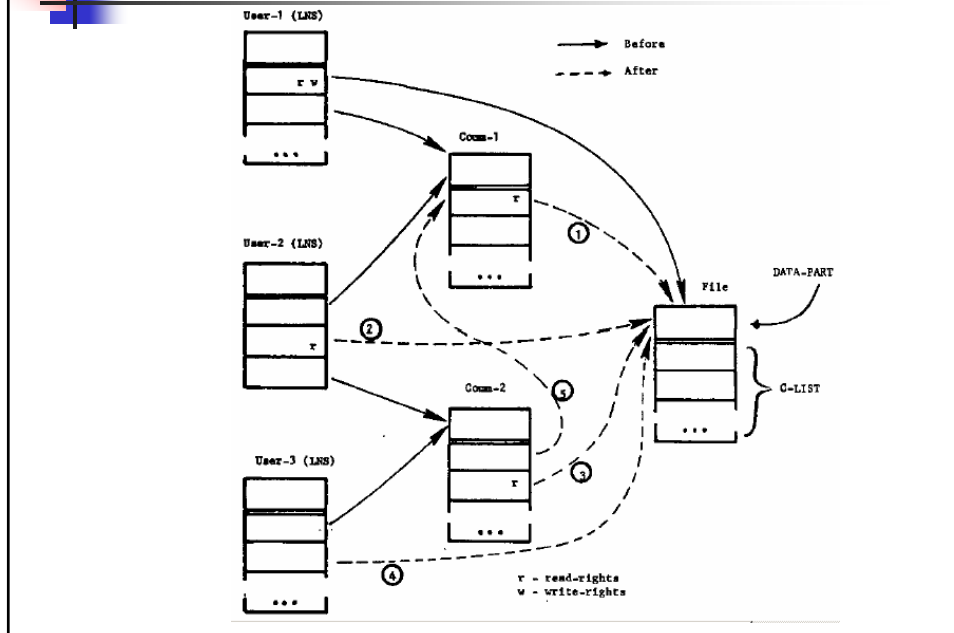 User-1 (LNS)
Before
After
r w
Comm-1
r
1
...
...
User-2 (LNS)
DATA-PART
File
2
r
C-LIST
Comm-2
5
...
User-3 (LNS)
3
r
...
4
r - read-rights
w - write-rights
...